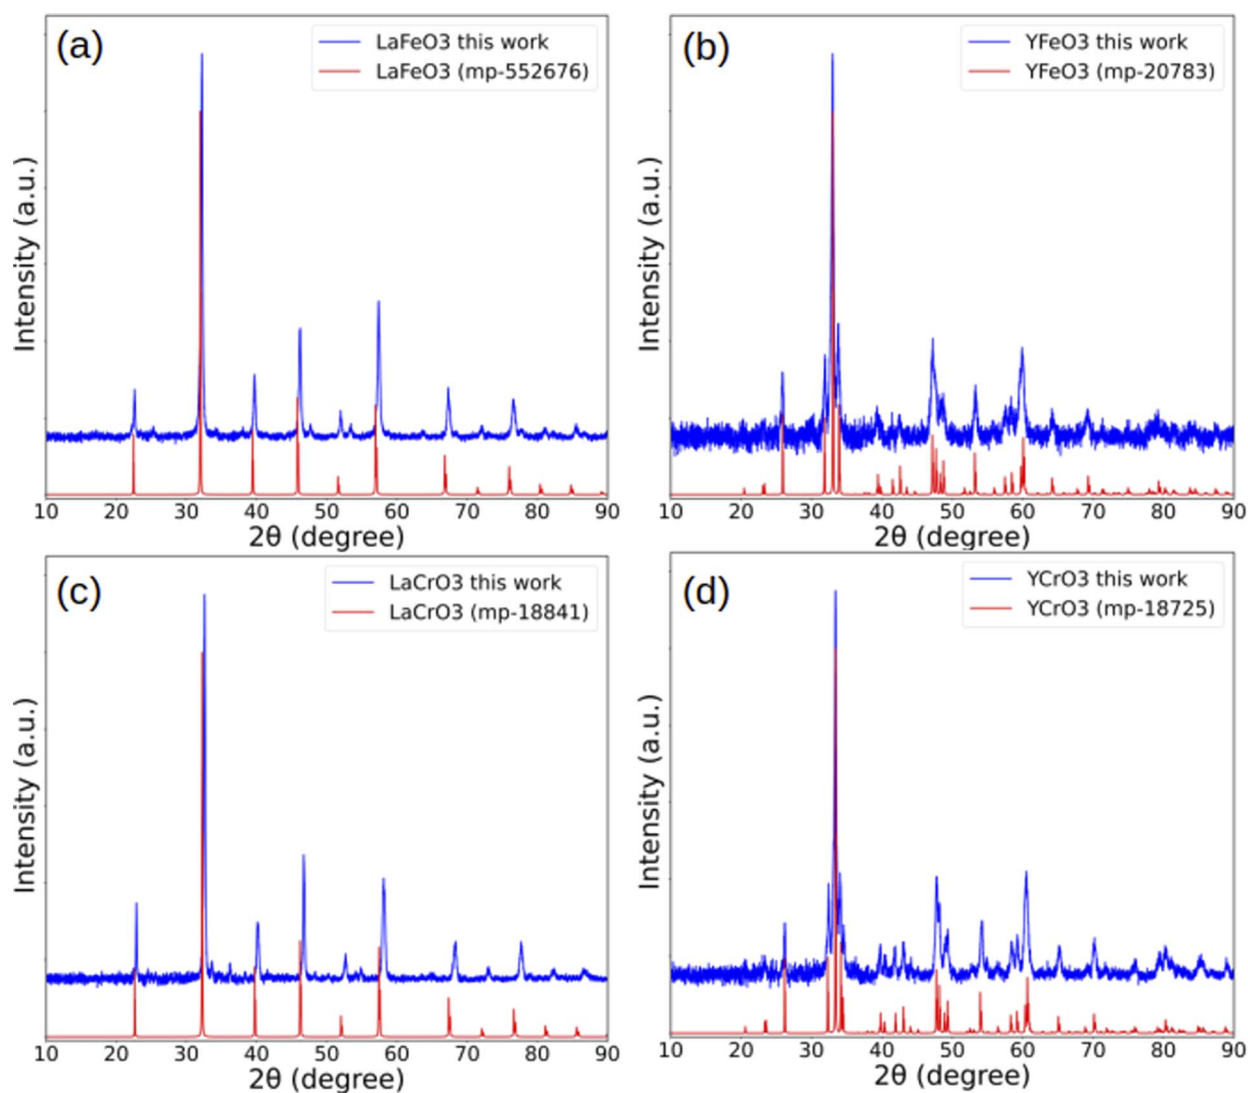 (a)
LaFeO3 this work
LaFeO3 (mp-552676)
Intensity (a.u.)
10 20 30 40 50 60 70 80 90
2θ (degree)
(b)
YFeO3 this work
YFeO3 (mp-20783)
Intensity (a.u.)
10 20 30 40 50 60 70 80 90
2θ (degree)
(c)
LaCrO3 this work
LaCrO3 (mp-18841)
Intensity (a.u.)
10 20 30 40 50 60 70 80 90
2θ (degree)
(d)
YCrO3 this work
YCrO3 (mp-18725)
Intensity (a.u.)
10 20 30 40 50 60 70 80 90
2θ (degree)